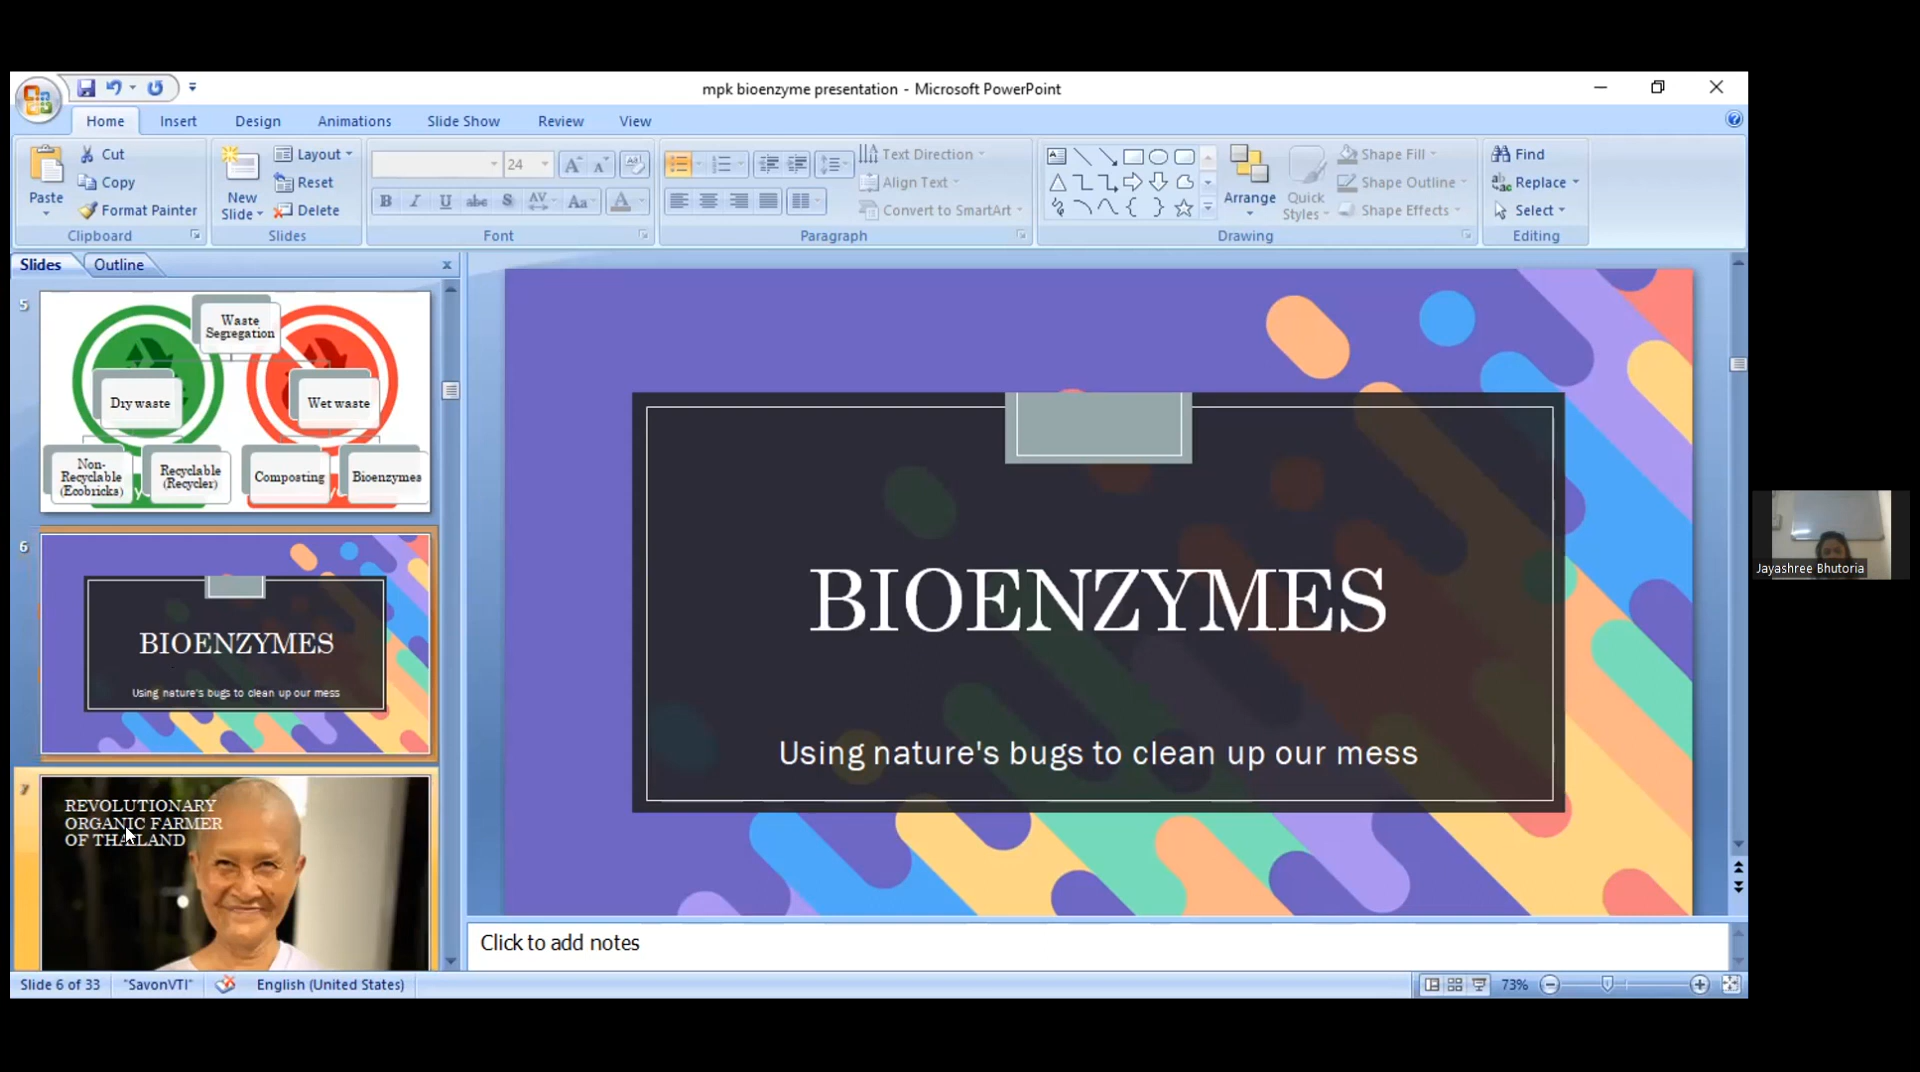 mpk bioenzyme presentation - Microsoft PowerPoint
Home Insert Design Animations Slide Show Review View
Paste
Cut
Copy
Format Painter
Clipboard
New
Slide
Layout
Reset
Delete
Slides
24
Font
Text Direction
Align Text
Convert to SmartArt
Paragraph
Arrange
Quick
Styles
Shape Fill
Shape Outline
Shape Effects
Drawing
Find
Replace
Select
Editing
Slides Outline
5
Waste
Segregation
Dry waste
Wet waste
Non-
Recyclable
(Ecobricks)
Recyclable
(Recycler)
Composting
Bioenzymes
6
BIOENZYMES
Using nature's bugs to clean up our mess
7
REVOLUTIONARY
ORGANIC FARMER
OF THAILAND
BIOENZYMES
Using nature's bugs to clean up our mess
Click to add notes
Jayashree Bhutoria
Slide 6 of 33 "SavonVTI" English (United States) 73%